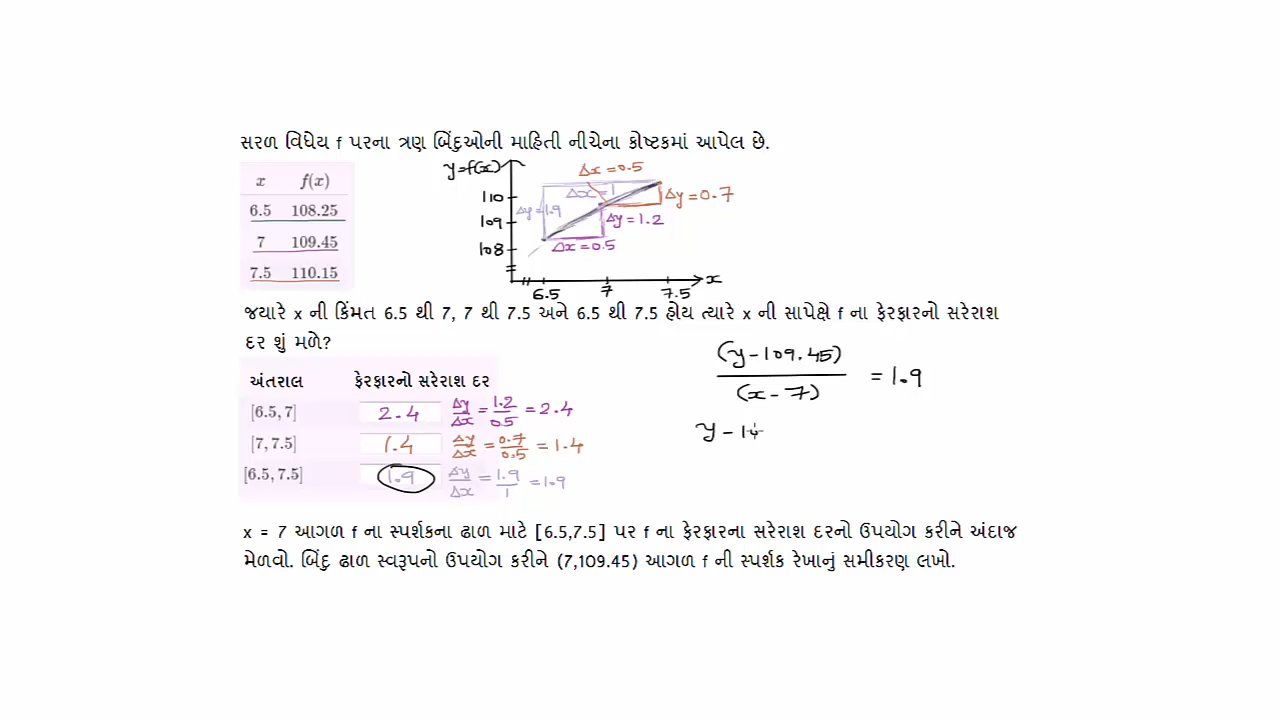 સરળ વિધેય f પરના ત્રણ બિંદુઓની માહિતી નીચેના કોષ્ટકમાં આપેલ છે.
x f(x)
6.5 108.25
7 109.45
7.5 110.15
y=f(x)
110
109
108
6.5 7 7.5 x
Δx=0.5
Δx=1
Δy=0.7
Δy=1.9
Δy=1.2
Δx=0.5
જયારે x ની કિંમત 6.5 થી 7, 7 થી 7.5 અને 6.5 થી 7.5 હોય ત્યારે x ની સાપેક્ષે f ના ફેરફારનો સરેરાશ
દર શું મળે?
અંતરાલ ફેરફારનો સરેરાશ દર
[6.5, 7] 2.4 Δy/Δx = 1.2/0.5 = 2.4
[7, 7.5] 1.4 Δy/Δx = 0.7/0.5 = 1.4
[6.5, 7.5] 1.9 Δy/Δx = 1.9/1 = 1.9
(y-109.45)/(x-7) = 1.9
y-1
x = 7 આગળ f ના સ્પર્શકના ઢાળ માટે [6.5,7.5] પર f ના ફેરફારના સરેરાશ દરનો ઉપયોગ કરીને અંદાજ
મેળવો. બિંદુ ઢાળ સ્વરૂપનો ઉપયોગ કરીને (7,109.45) આગળ f ની સ્પર્શક રેખાનું સમીકરણ લખો.